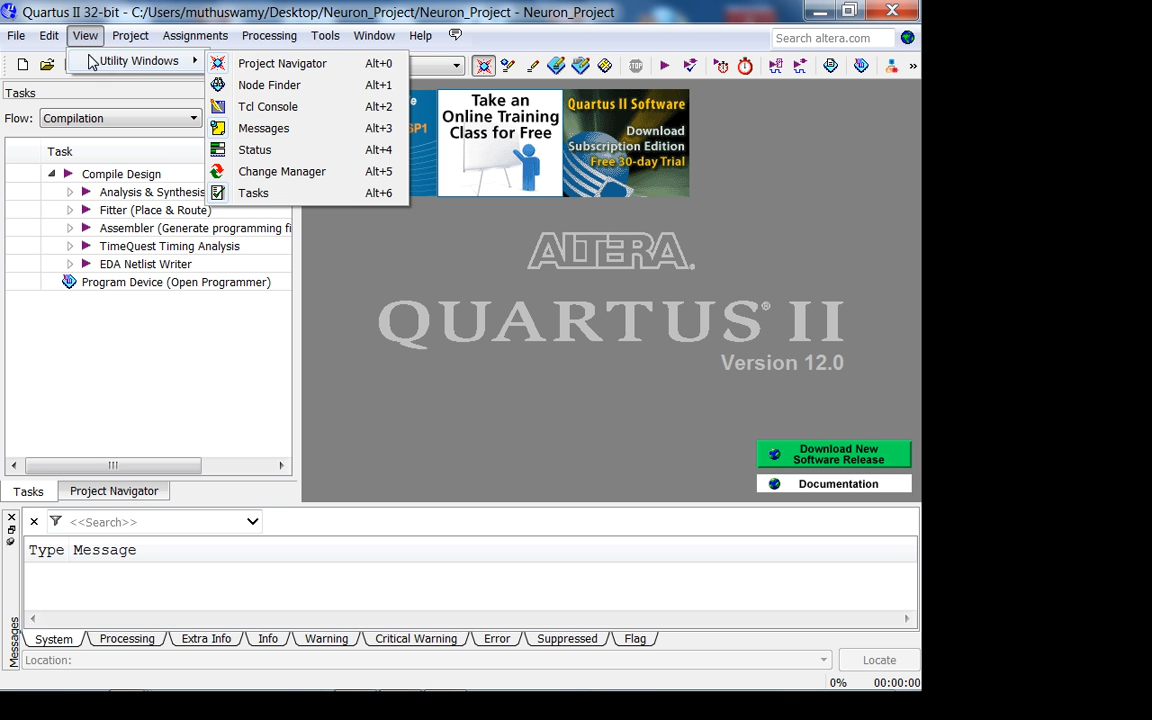 Quartus II 32-bit - C:/Users/muthuswamy/Desktop/Neuron_Project/Neuron_Project - Neuron_Project
File Edit View Project Assignments Processing Tools Window Help
Search altera.com
Utility Windows
Project Navigator Alt+0
Node Finder Alt+1
Tcl Console Alt+2
Messages Alt+3
Status Alt+4
Change Manager Alt+5
Tasks Alt+6
STOP
»
Tasks
Flow: Compilation
Task
Compile Design
Analysis & Synthesis
Fitter (Place & Route)
Assembler (Generate programming fi
TimeQuest Timing Analysis
EDA Netlist Writer
Program Device (Open Programmer)
SP1
Take an
Online Training
Class for Free
Quartus II Software
Download
Subscription Edition
Free 30-day Trial
ALTERA®
QUARTUS® II
Version 12.0
Download New
Software Release
Documentation
Tasks Project Navigator
<<Search>>
Type Message
Messages
System Processing Extra Info Info Warning Critical Warning Error Suppressed Flag
Location: Locate
0% 00:00:00